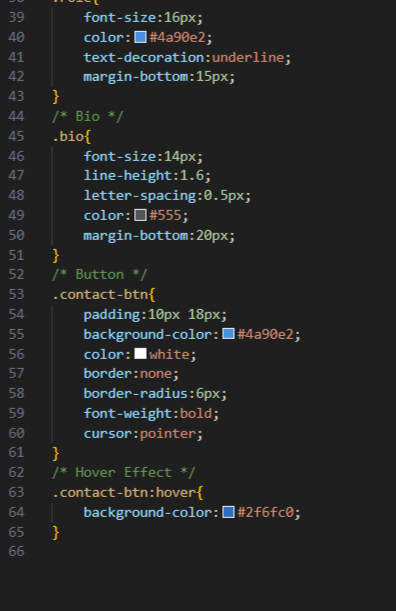 39 font-size:16px;
40 color:#4a90e2;
41 text-decoration:underline;
42 margin-bottom:15px;
43 }
44 /* Bio */
45 .bio{
46 font-size:14px;
47 line-height:1.6;
48 letter-spacing:0.5px;
49 color:#555;
50 margin-bottom:20px;
51 }
52 /* Button */
53 .contact-btn{
54 padding:10px 18px;
55 background-color:#4a90e2;
56 color:white;
57 border:none;
58 border-radius:6px;
59 font-weight:bold;
60 cursor:pointer;
61 }
62 /* Hover Effect */
63 .contact-btn:hover{
64 background-color:#2f6fc0;
65 }
66